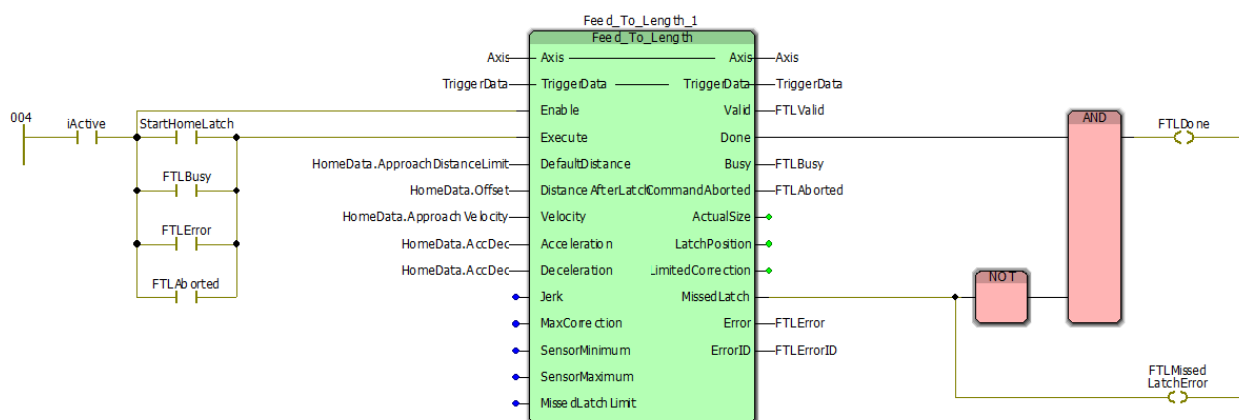 Feed_To_Length_1
Feed_To_Length
Axis Axis Axis Axis
TriggerData TriggerData TriggerData TriggerData
004 iActive StartHomeLatch
Enable Valid FTLValid
AND
FTLDone
Execute Done
HomeData.ApproachDistanceLimit DefaultDistance Busy FTLBusy
FTLBusy
HomeData.Offset DistanceAfterLatch CommandAborted FTLAborted
HomeData.ApproachVelocity Velocity ActualSize
FTLError
HomeData.AccDec Acceleration LatchPosition
HomeData.AccDec Deceleration LimitedCorrection
NOT
FTLAborted
Jerk MissedLatch
MaxCorrection Error FTLError
SensorMinimum ErrorID FTLErrorID
SensorMaximum
FTLMissed
LatchError
MissedLatchLimit